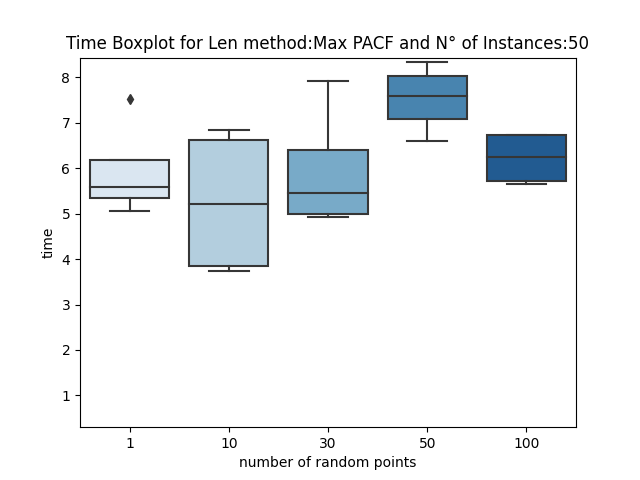 Time Boxplot for Len method:Max PACF and N° of Instances:50
8
7
6
5
4
3
2
1
time
1 10 30 50 100
number of random points